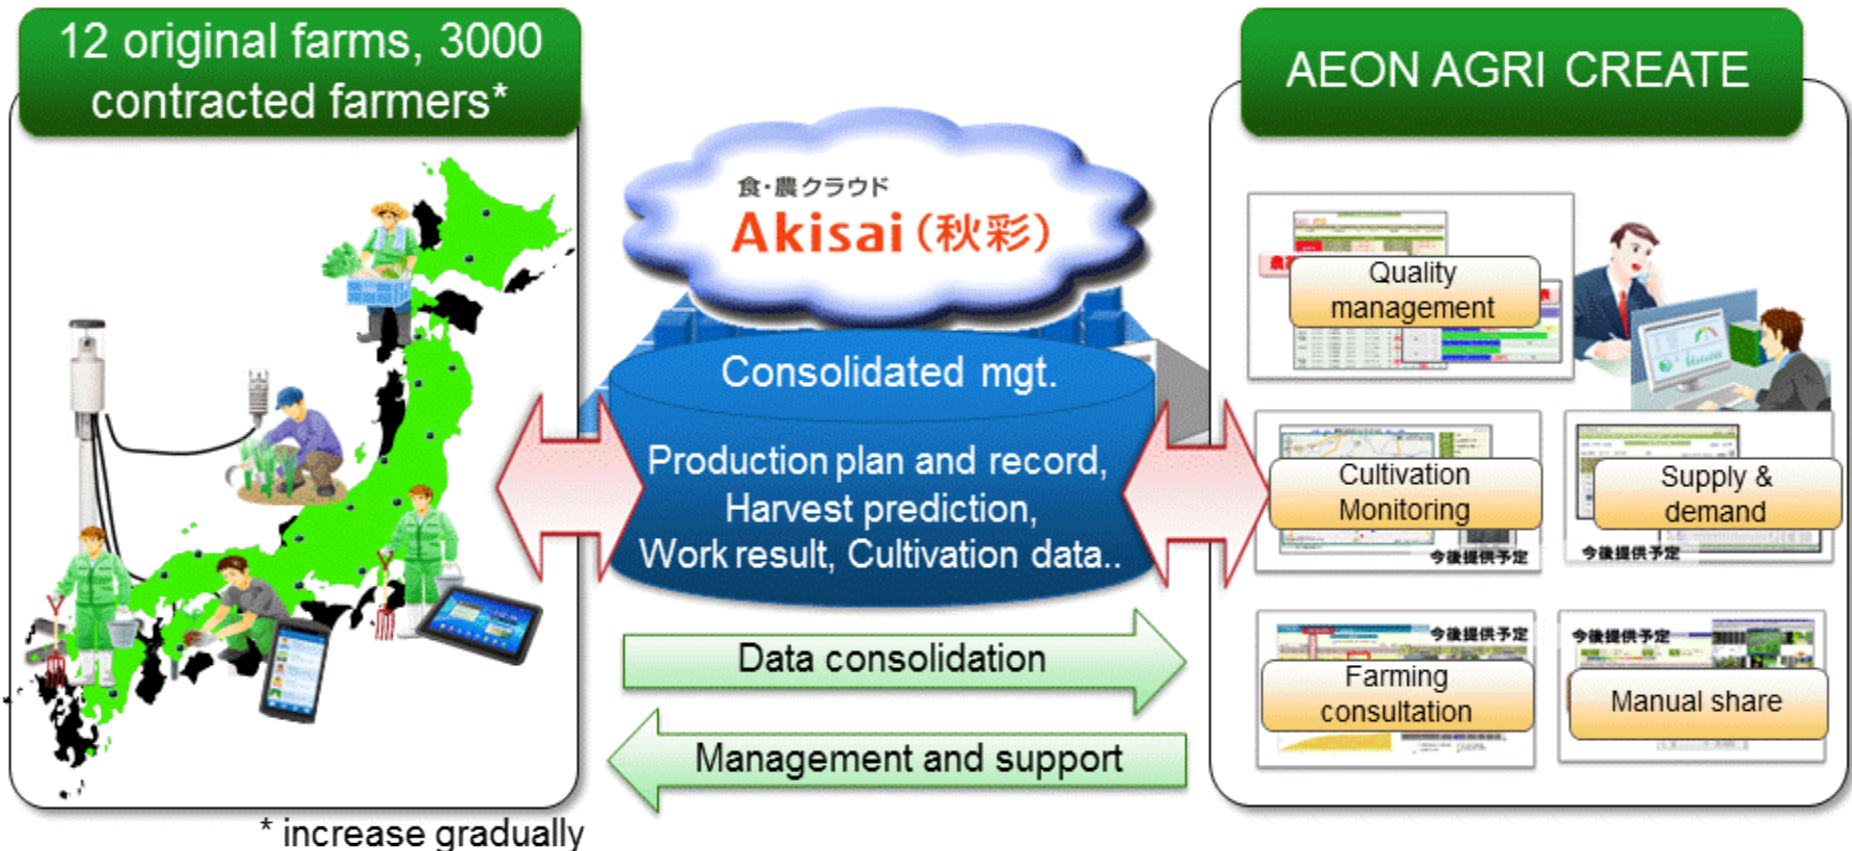 12 original farms, 3000
contracted farmers*
* increase gradually
食・農クラウド
Akisai(秋彩)
Consolidated mgt.
Production plan and record,
Harvest prediction,
Work result, Cultivation data..
Data consolidation
Management and support
AEON AGRI CREATE
Quality
management
Cultivation
Monitoring
今後提供予定
Supply &
demand
今後提供予定
今後提供予定
Farming
consultation
今後提供予定
Manual share